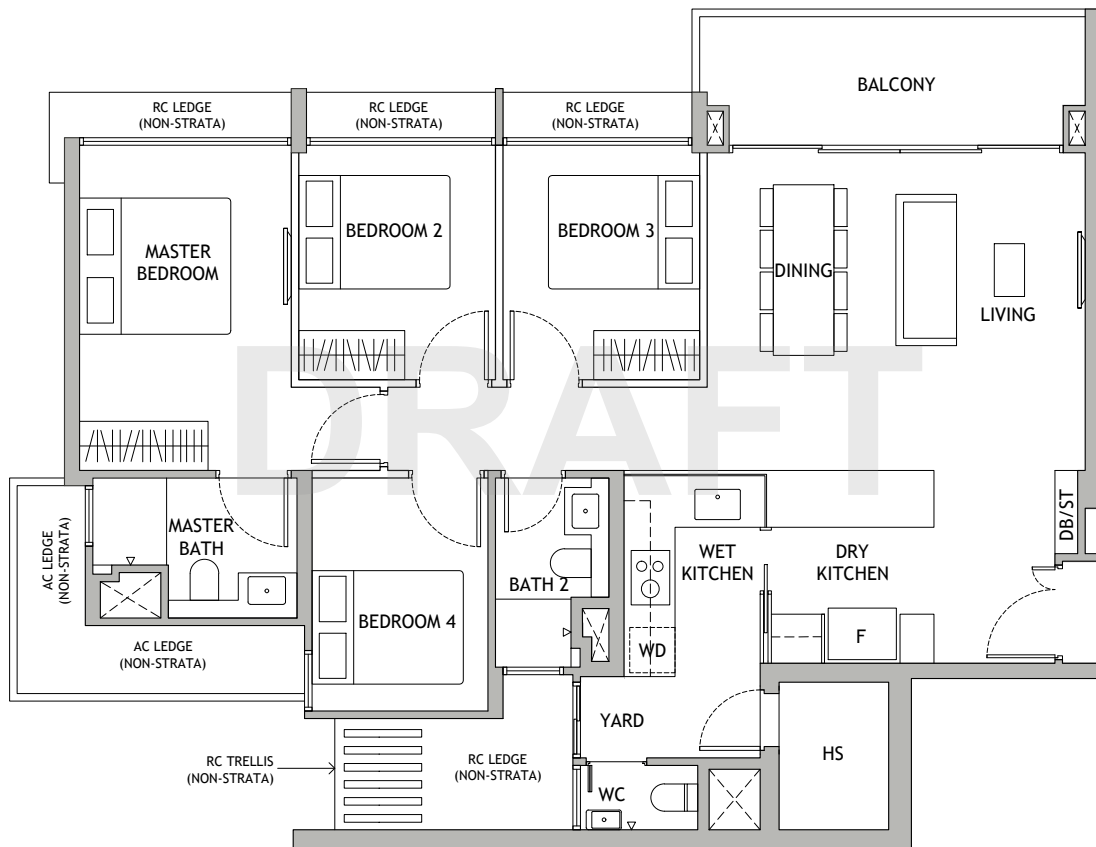 BALCONY
RC LEDGE
(NON-STRATA)
RC LEDGE
(NON-STRATA)
RC LEDGE
(NON-STRATA)
MASTER
BEDROOM
BEDROOM 2
BEDROOM 3
DINING
LIVING
DRAFT
AC LEDGE
(NON-STRATA)
MASTER
BATH
BATH 2
WET
KITCHEN
DRY
KITCHEN
DB/ST
BEDROOM 4
WD
F
AC LEDGE
(NON-STRATA)
YARD
HS
RC TRELLIS
(NON-STRATA)
RC LEDGE
(NON-STRATA)
WC